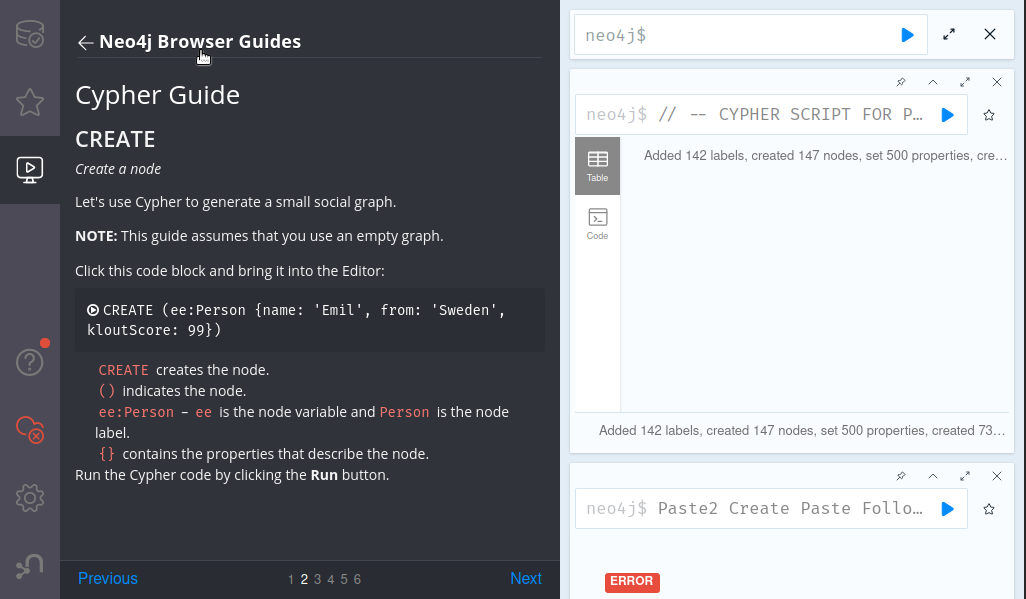 Neo4j Browser Guides
Cypher Guide
CREATE
Create a node
Let's use Cypher to generate a small social graph.
NOTE: This guide assumes that you use an empty graph.
Click this code block and bring it into the Editor:
CREATE (ee:Person {name: 'Emil', from: 'Sweden',
kloutScore: 99})
CREATE creates the node.
() indicates the node.
ee:Person – ee is the node variable and Person is the node
label.
{} contains the properties that describe the node.
Run the Cypher code by clicking the Run button.
Previous
1 2 3 4 5 6
Next
neo4j$
neo4j$ // -- CYPHER SCRIPT FOR P…
Table
Code
Added 142 labels, created 147 nodes, set 500 properties, cre…
Added 142 labels, created 147 nodes, set 500 properties, created 73…
neo4j$ Paste2 Create Paste Follo…
ERROR